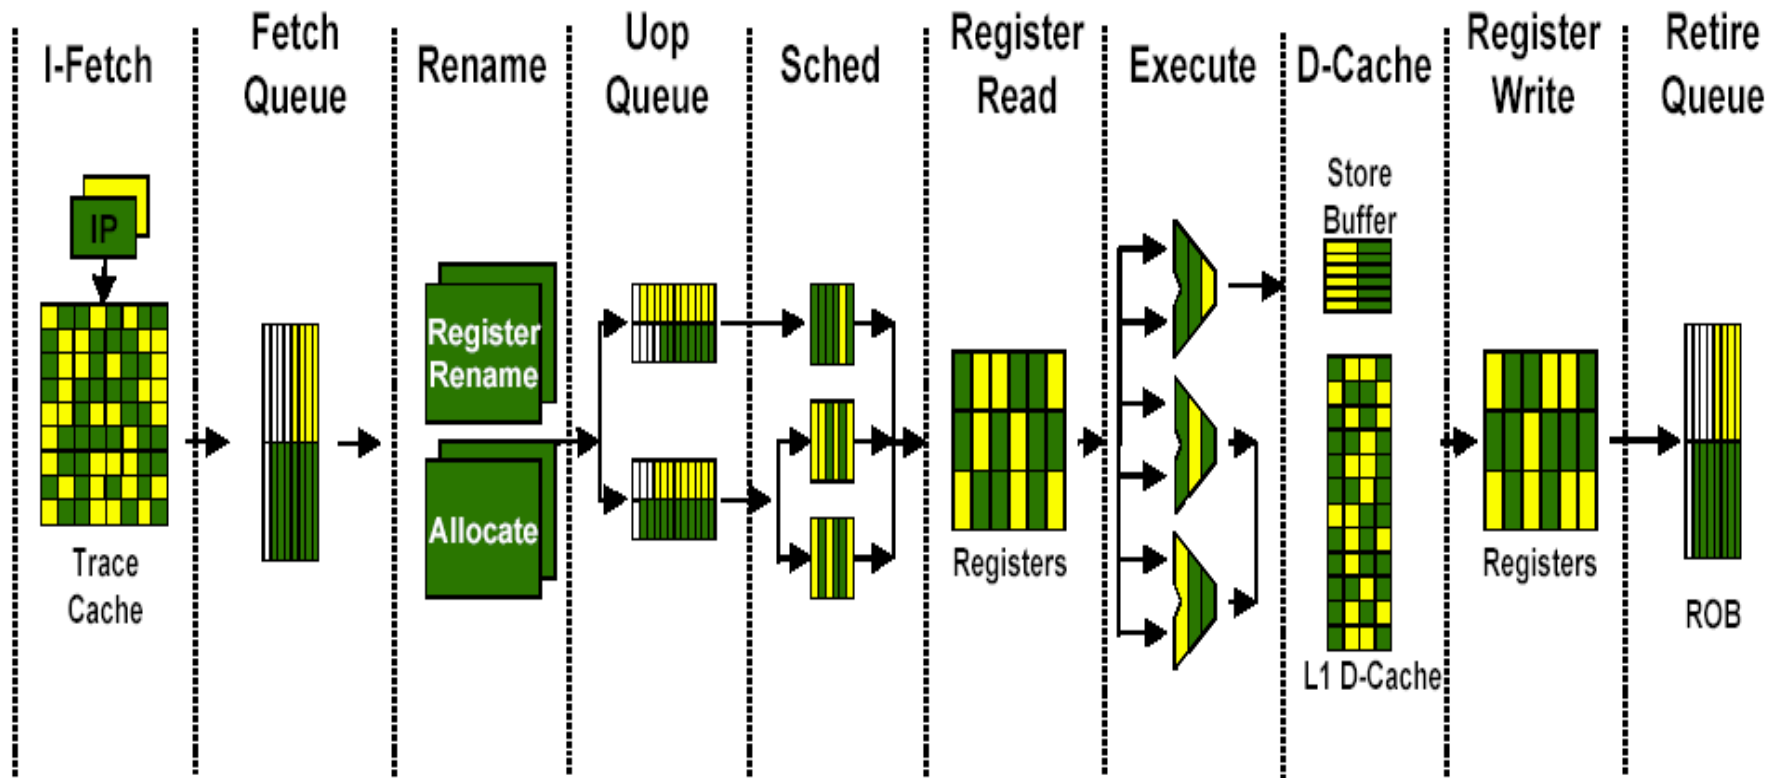 I-Fetch
Fetch
Queue
Rename
Uop
Queue
Sched
Register
Read
Execute
D-Cache
Register
Write
Retire
Queue
IP
Trace
Cache
Register
Rename
Allocate
Registers
Store
Buffer
L1 D-Cache
Registers
ROB